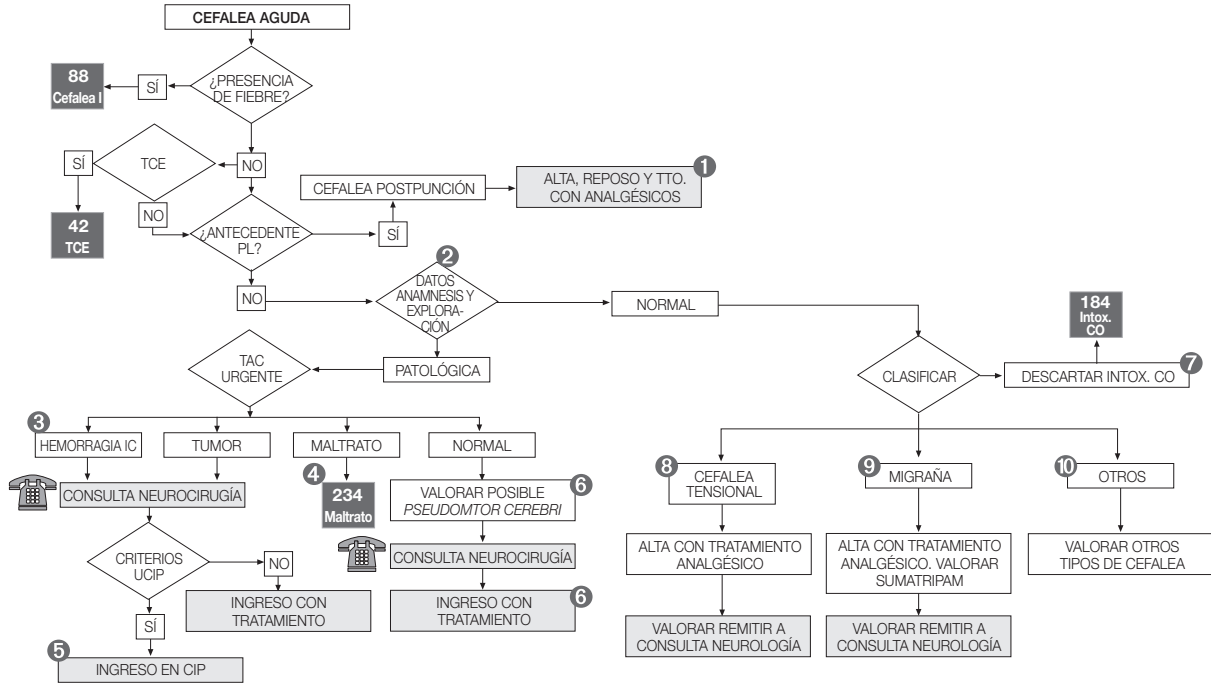 CEFALEA AGUDA
¿PRESENCIA
DE FIEBRE?
SÍ
88
Cefalea I
NO
TCE
SÍ
42
TCE
NO
¿ANTECEDENTE
PL?
SÍ
CEFALEA POSTPUNCIÓN
1
ALTA, REPOSO Y TTO.
CON ANALGÉSICOS
NO
2
DATOS
ANAMNESIS Y
EXPLORA-
CIÓN
NORMAL
PATOLÓGICA
TAC
URGENTE
CLASIFICAR
184
Intox.
CO
7
DESCARTAR INTOX. CO
3
HEMORRAGIA IC
TUMOR
MALTRATO
NORMAL
CONSULTA NEUROCIRUGÍA
4
234
Maltrato
6
VALORAR POSIBLE
PSEUDOMTOR CEREBRI
CONSULTA NEUROCIRUGÍA
6
INGRESO CON
TRATAMIENTO
CRITERIOS
UCIP
NO
INGRESO CON
TRATAMIENTO
SÍ
5
INGRESO EN CIP
8
CEFALEA
TENSIONAL
ALTA CON TRATAMIENTO
ANALGÉSICO
VALORAR REMITIR A
CONSULTA NEUROLOGÍA
9
MIGRAÑA
ALTA CON TRATAMIENTO
ANALGÉSICO. VALORAR
SUMATRIPAM
VALORAR REMITIR A
CONSULTA NEUROLOGÍA
10
OTROS
VALORAR OTROS
TIPOS DE CEFALEA